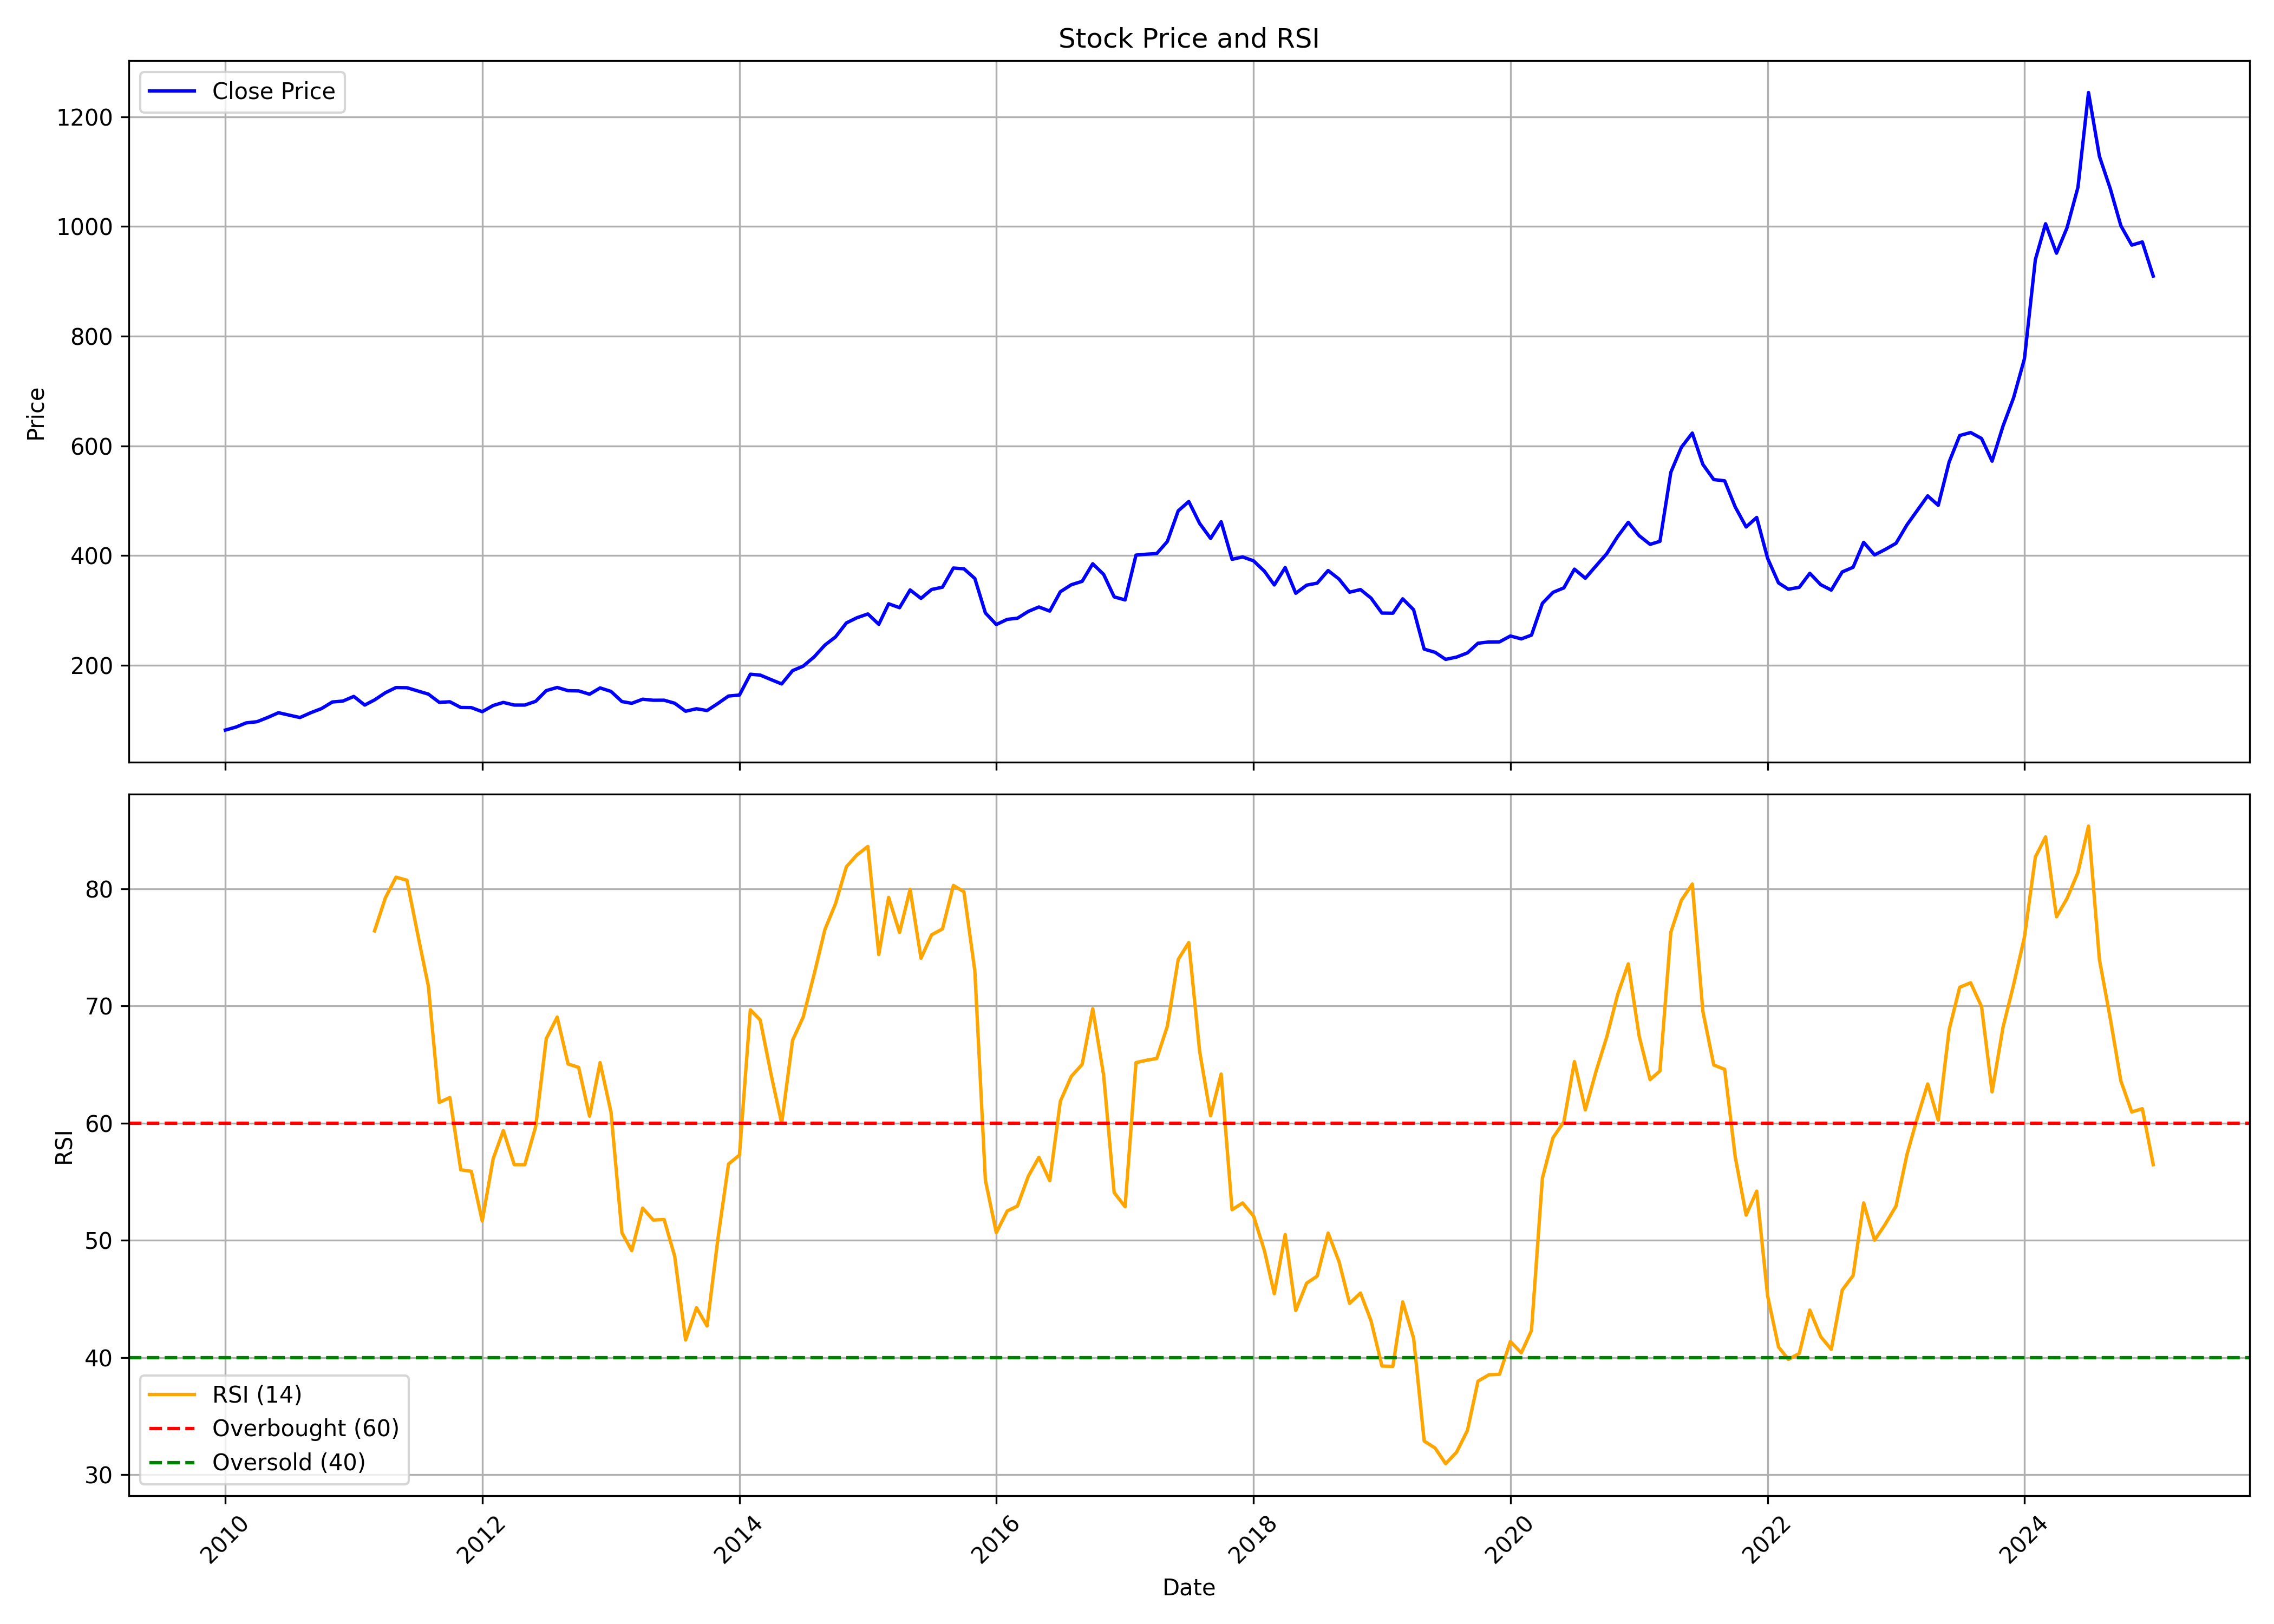 Stock Price and RSI
Close Price
1200
1000
800
600
400
200
Price
80
70
60
50
40
30
RSI
RSI (14)
Overbought (60)
Oversold (40)
2010
2012
2014
2016
2018
2020
2022
2024
Date